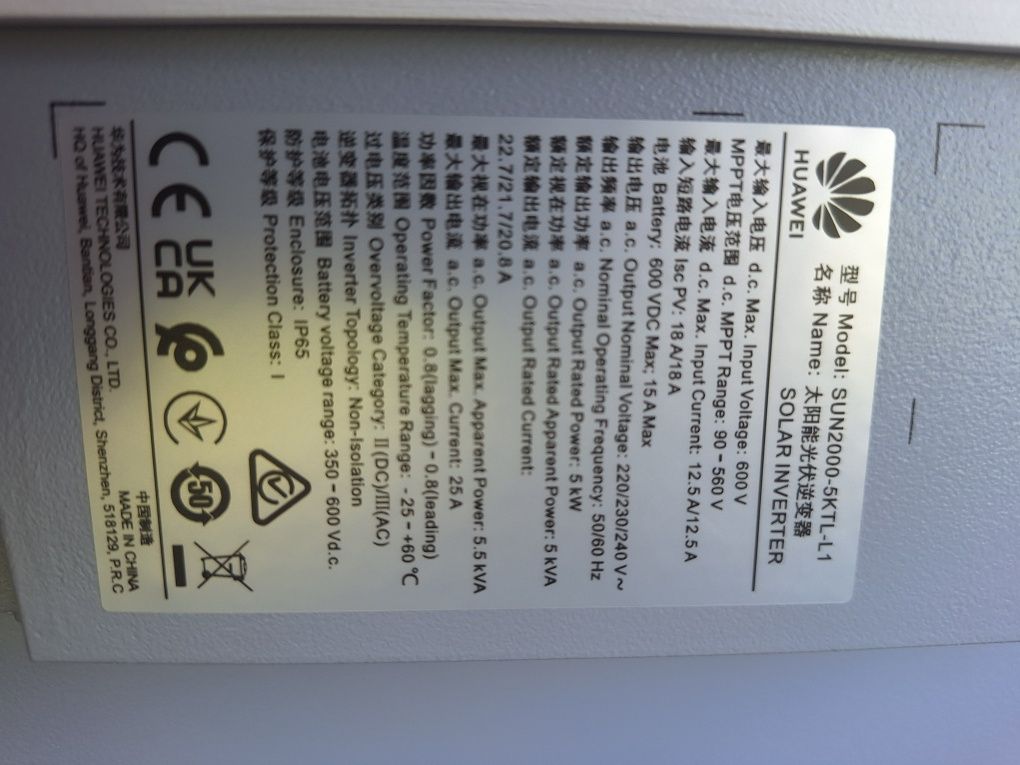 HUAWEI
型号 Model: SUN2000-5KTL-L1
名称 Name: 太阳能光伏逆变器
SOLAR INVERTER
最大输入电压 d.c. Max. Input Voltage: 600 V
MPPT电压范围 d.c. MPPT Range: 90 – 560 V
最大输入电流 d.c. Max. Input Current: 12.5 A/12.5 A
输入短路电流 Isc PV: 18 A/18 A
电池 Battery: 600 VDC Max; 15 A Max
输出电压 a.c. Output Nominal Voltage: 220/230/240 V~
输出频率 a.c. Nominal Operating Frequency: 50/60 Hz
额定输出功率 a.c. Output Rated Power: 5 kW
额定视在功率 a.c. Output Rated Apparent Power: 5 kVA
额定输出电流 a.c. Output Rated Current:
22.7/21.7/20.8 A
最大视在功率 a.c. Output Max. Apparent Power: 5.5 kVA
最大输出电流 a.c. Output Max. Current: 25 A
功率因数 Power Factor: 0.8(lagging) – 0.8(leading)
温度范围 Operating Temperature Range: -25 – +60 ℃
过电压类别 Overvoltage Category: II(DC)/III(AC)
逆变器拓扑 Inverter Topology: Non-Isolation
电池电压范围 Battery voltage range: 350 – 600 Vd.c.
防护等级 Enclosure: IP65
保护等级 Protection Class: I
CE
UK
CA
50
华为技术有限公司
HUAWEI TECHNOLOGIES CO., LTD.
HQ of Huawei, Bantian, Longgang District, Shenzhen, 518129, P.R.C
中国制造
MADE IN CHINA